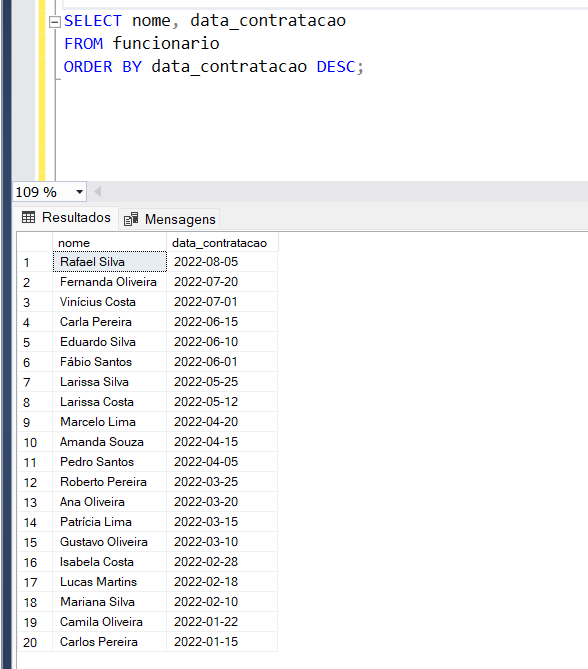 SELECT nome, data_contratacao
FROM funcionario
ORDER BY data_contratacao DESC;
109 %
Resultados Mensagens
nome data_contratacao
1 Rafael Silva 2022-08-05
2 Fernanda Oliveira 2022-07-20
3 Vinícius Costa 2022-07-01
4 Carla Pereira 2022-06-15
5 Eduardo Silva 2022-06-10
6 Fábio Santos 2022-06-01
7 Larissa Silva 2022-05-25
8 Larissa Costa 2022-05-12
9 Marcelo Lima 2022-04-20
10 Amanda Souza 2022-04-15
11 Pedro Santos 2022-04-05
12 Roberto Pereira 2022-03-25
13 Ana Oliveira 2022-03-20
14 Patrícia Lima 2022-03-15
15 Gustavo Oliveira 2022-03-10
16 Isabela Costa 2022-02-28
17 Lucas Martins 2022-02-18
18 Mariana Silva 2022-02-10
19 Camila Oliveira 2022-01-22
20 Carlos Pereira 2022-01-15